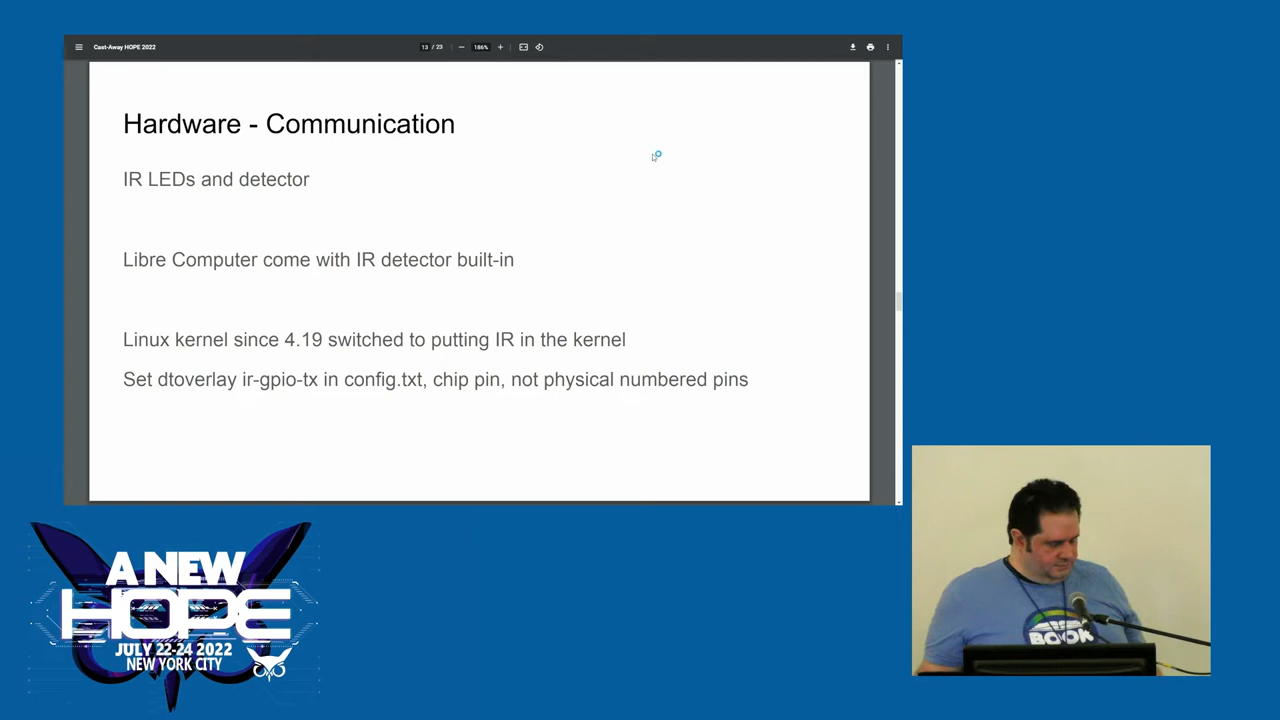 Cast-Away HOPE 2022
13 / 23
186%
Hardware - Communication
IR LEDs and detector
Libre Computer come with IR detector built-in
Linux kernel since 4.19 switched to putting IR in the kernel
Set dtoverlay ir-gpio-tx in config.txt, chip pin, not physical numbered pins
A NEW
HOPE
JULY 22-24 2022
NEW YORK CITY
BOOK